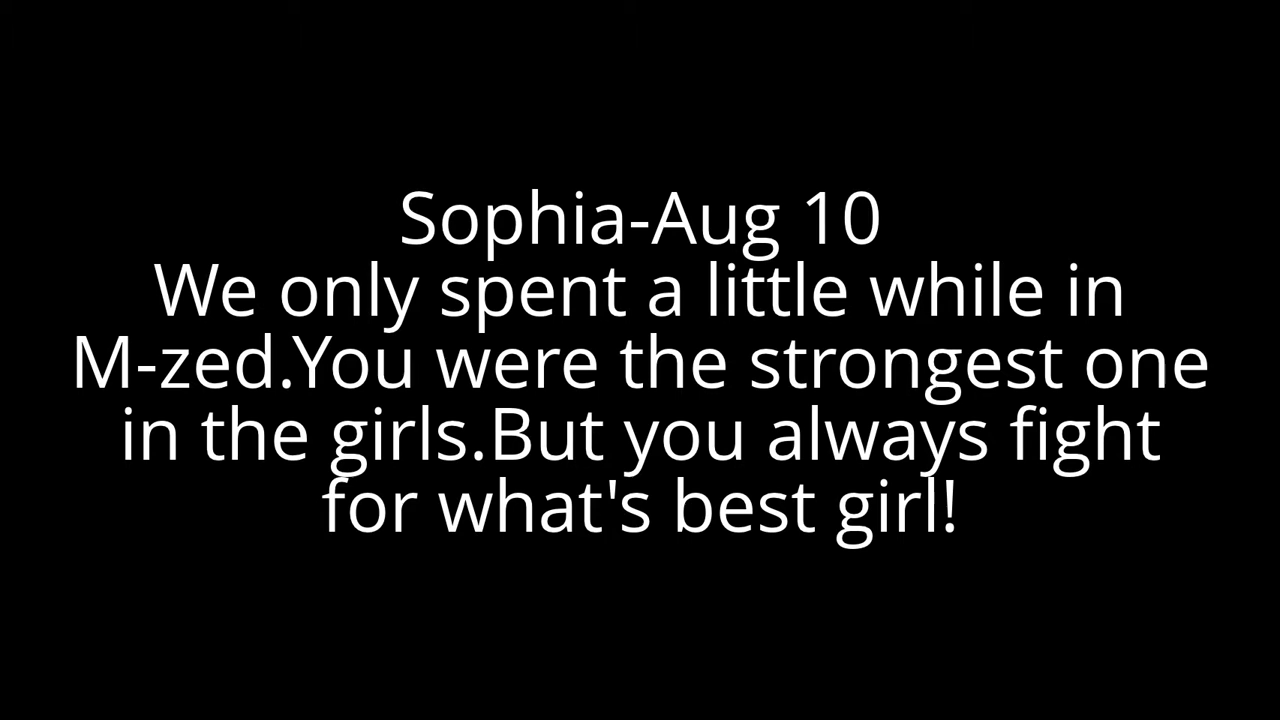 Sophia-Aug 10
We only spent a little while in
M-zed.You were the strongest one
in the girls.But you always fight
for what's best girl!